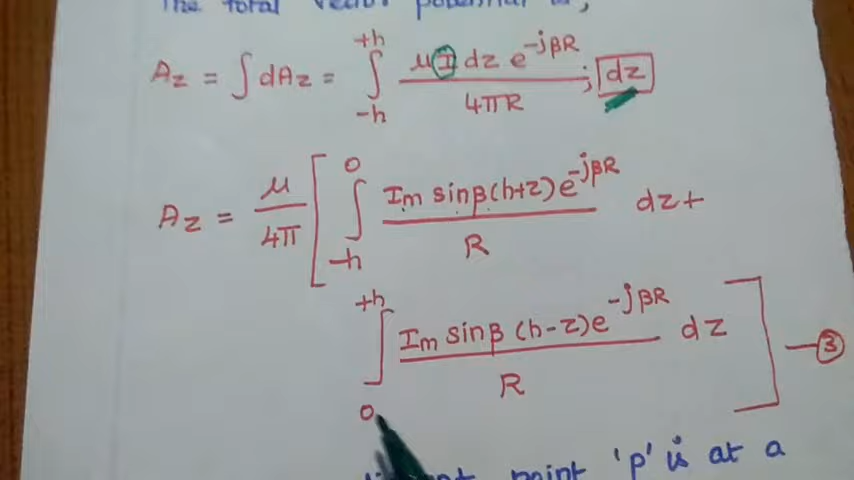 The total Vector potential is,
Az = ∫ dAz = ∫_{-h}^{+h} μ I dz e^{-jβR} / 4πR ; dz
Az = μ/4π [ ∫_{-h}^{0} Im sinβ(h+z) e^{-jβR} / R dz +
∫_{0}^{+h} Im sinβ (h-z) e^{-jβR} / R dz ] — ③
point 'p' is at a